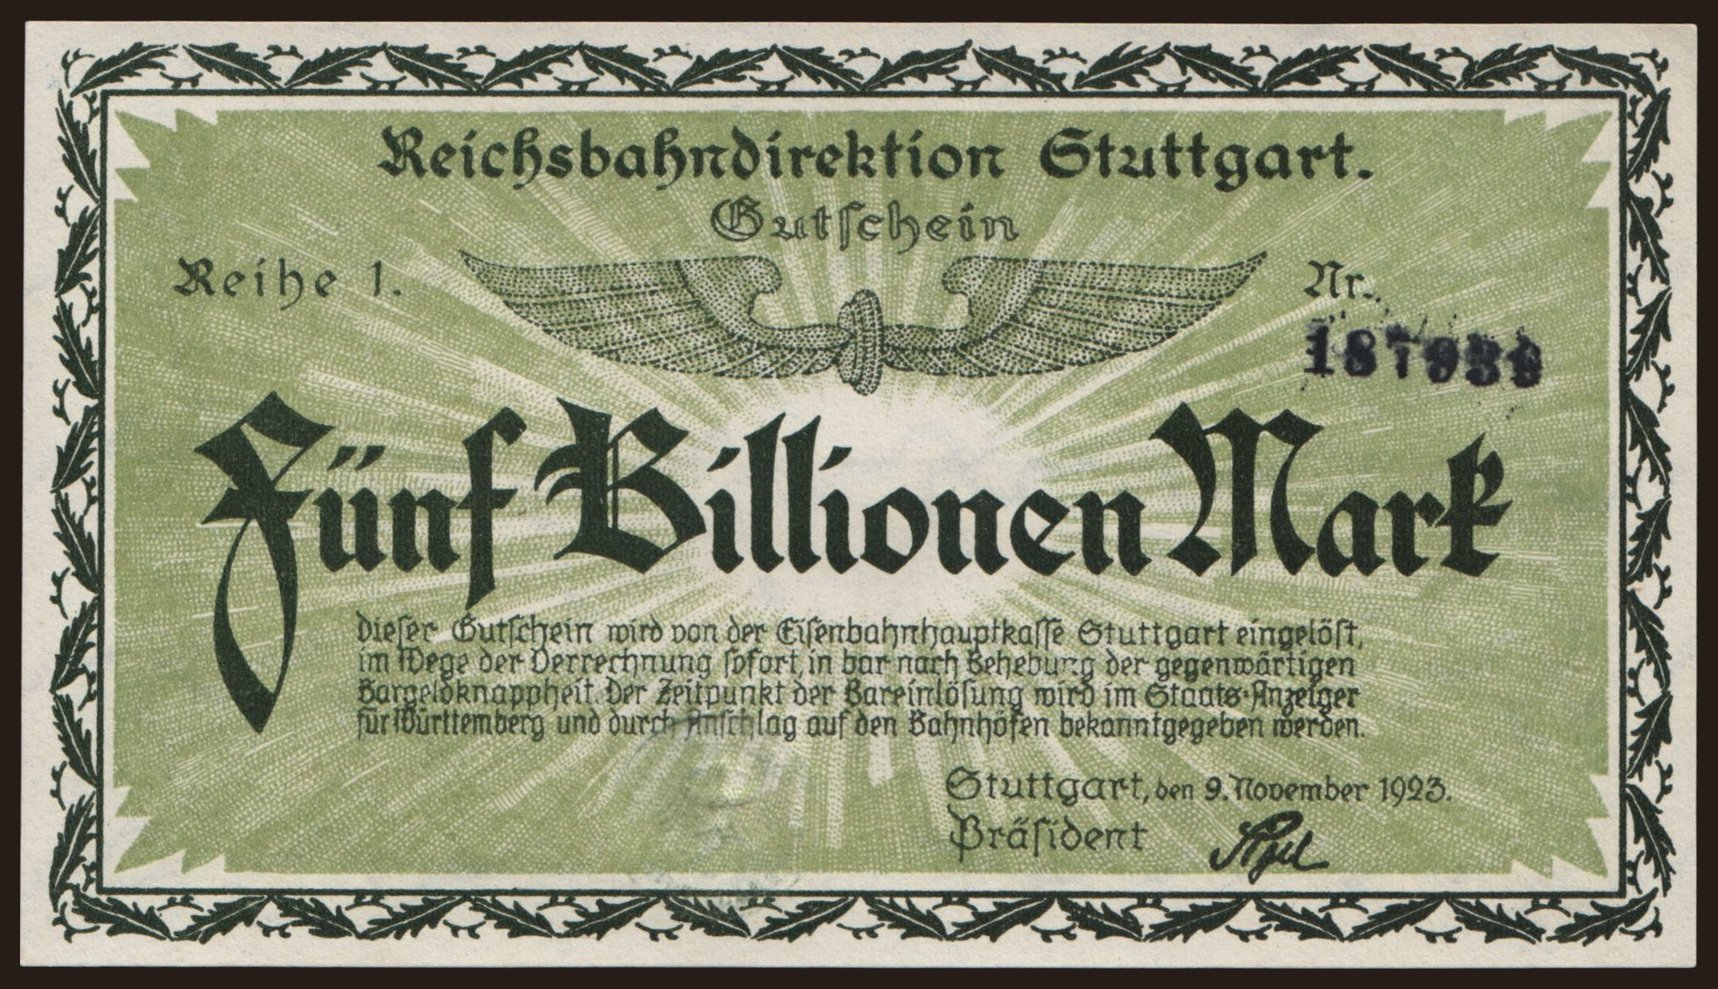 Reichsbahndirektion Stuttgart.
Gutschein
Reihe 1.
Nr.
Fünf Billionen Mark
Dieser Gutschein wird von der Eisenbahnhauptkasse Stuttgart eingelöst,
im Wege der Verrechnung sofort, in bar nach Behebung der gegenwärtigen
Bargeldknappheit. Der Zeitpunkt der Bareinlösung wird im Staats-Anzeiger
für Württemberg und durch Anschlag auf den Bahnhöfen bekanntgegeben werden.
Stuttgart, den 9. November 1923.
Präsident